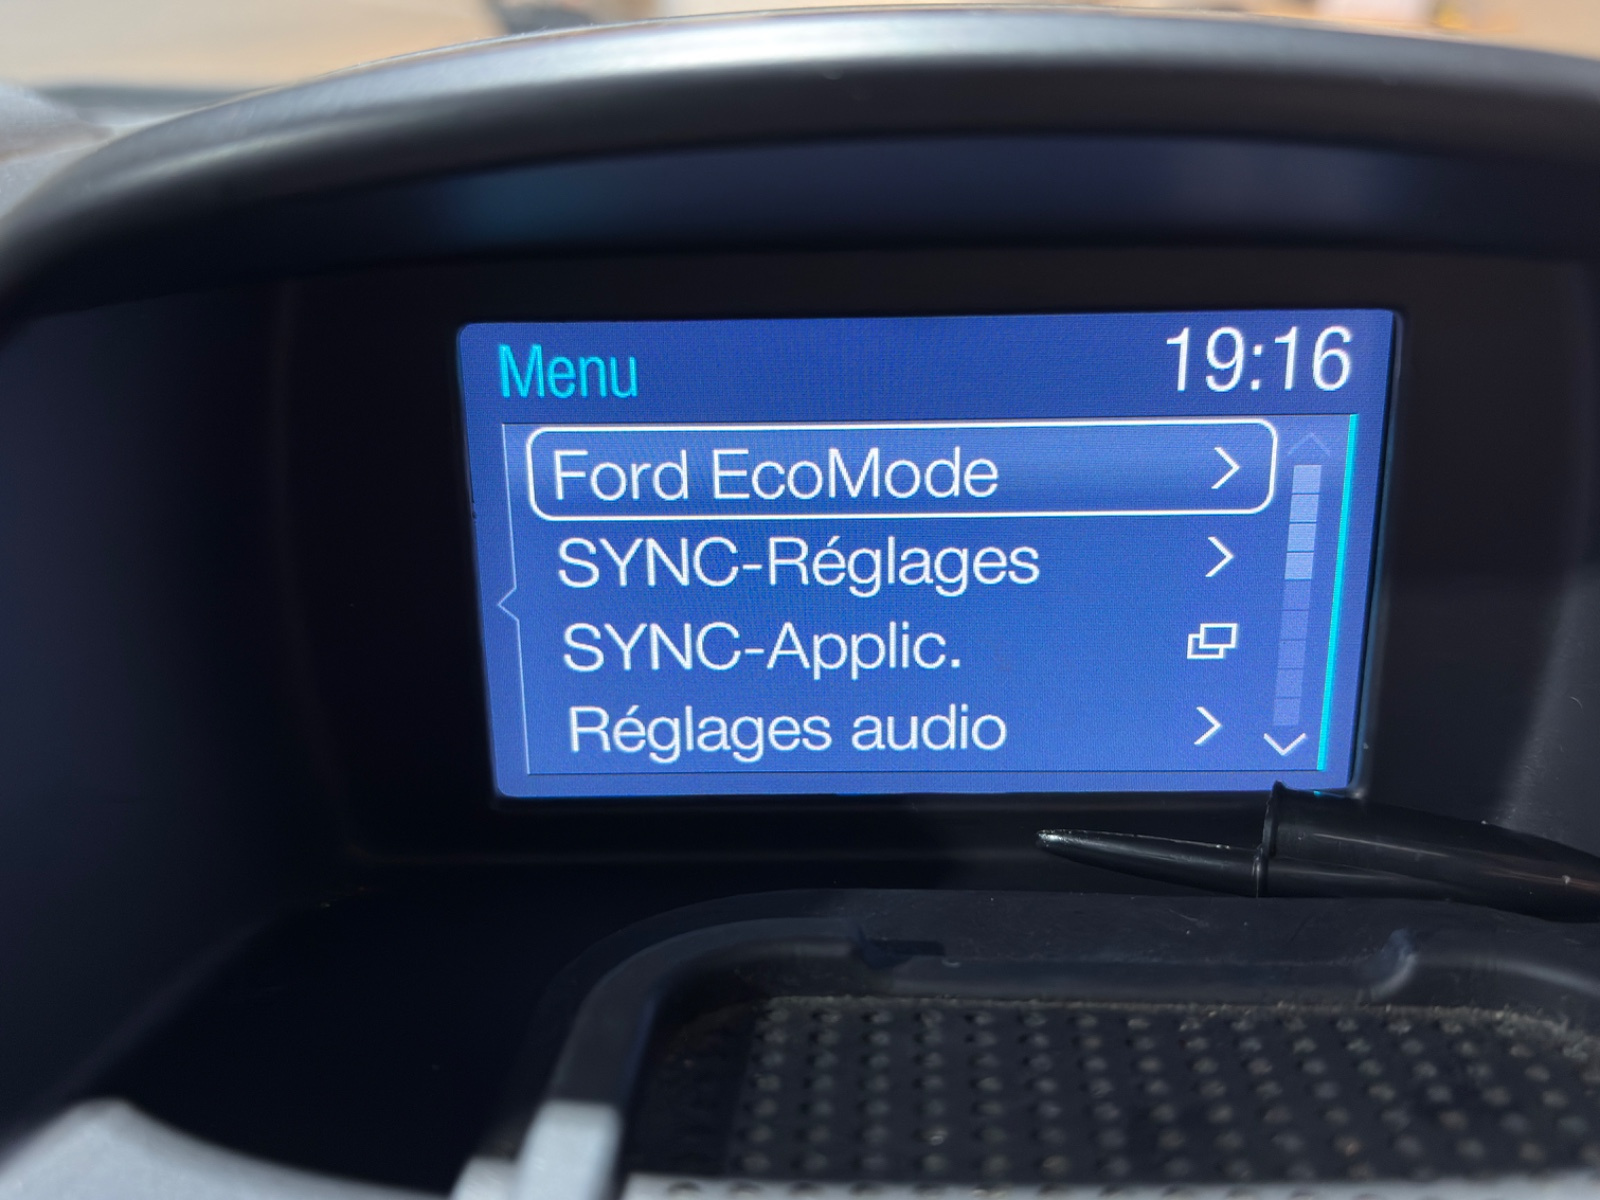 Menu 19:16
Ford EcoMode
SYNC-Réglages
SYNC-Applic.
Réglages audio